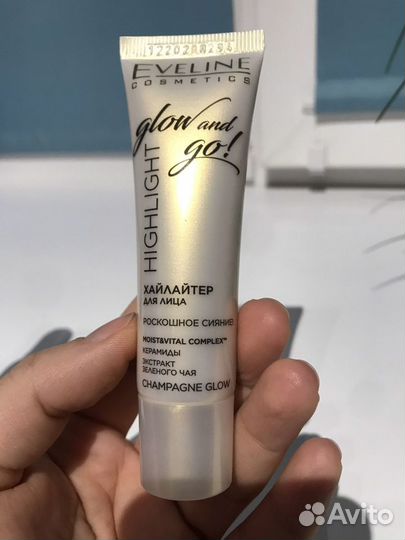 EVELINE
COSMETICS
HIGHLIGHT
glow and
go!
ХАЙЛАЙТЕР
ДЛЯ ЛИЦА
РОСКОШНОЕ СИЯНИЕ!
MOIST&VITAL COMPLEX™
КЕРАМИДЫ
ЭКСТРАКТ
ЗЕЛЕНОГО ЧАЯ
CHAMPAGNE GLOW
Avito